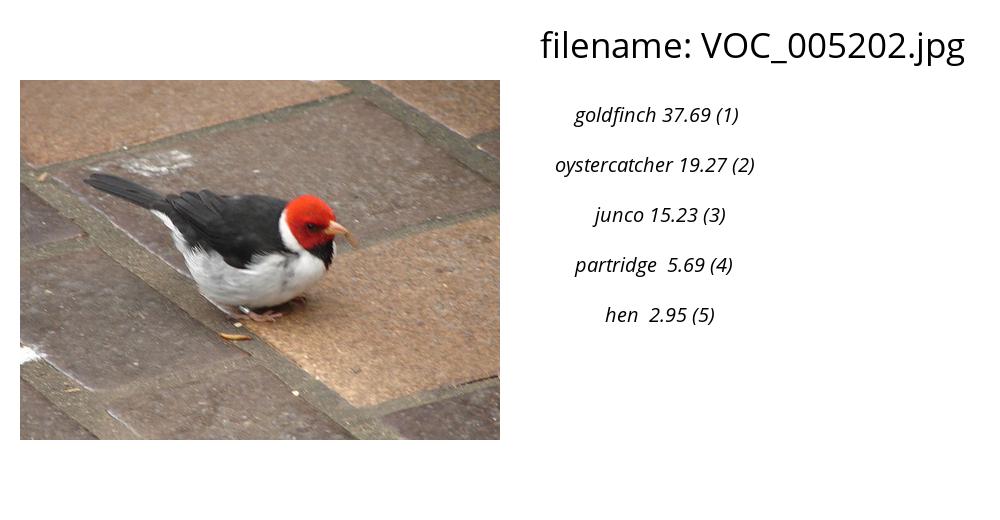 filename: VOC_005202.jpg
goldfinch 37.69 (1)
oystercatcher 19.27 (2)
junco 15.23 (3)
partridge  5.69 (4)
hen  2.95 (5)